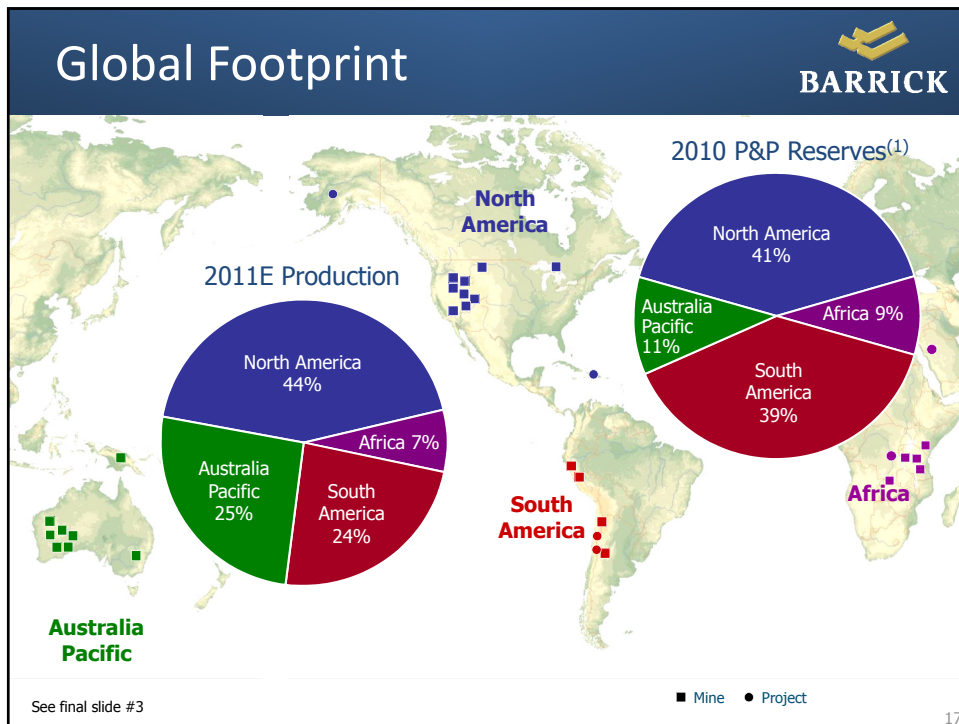 Global Footprint
BARRICK
2010 P&P Reserves(1)
North America
41%
Australia
Pacific
11%
Africa 9%
South
America
39%
North
America
2011E Production
North America
44%
Africa 7%
Australia
Pacific
25%
South
America
24%
South
America
Africa
Australia
Pacific
See final slide #3
■ Mine ● Project
17